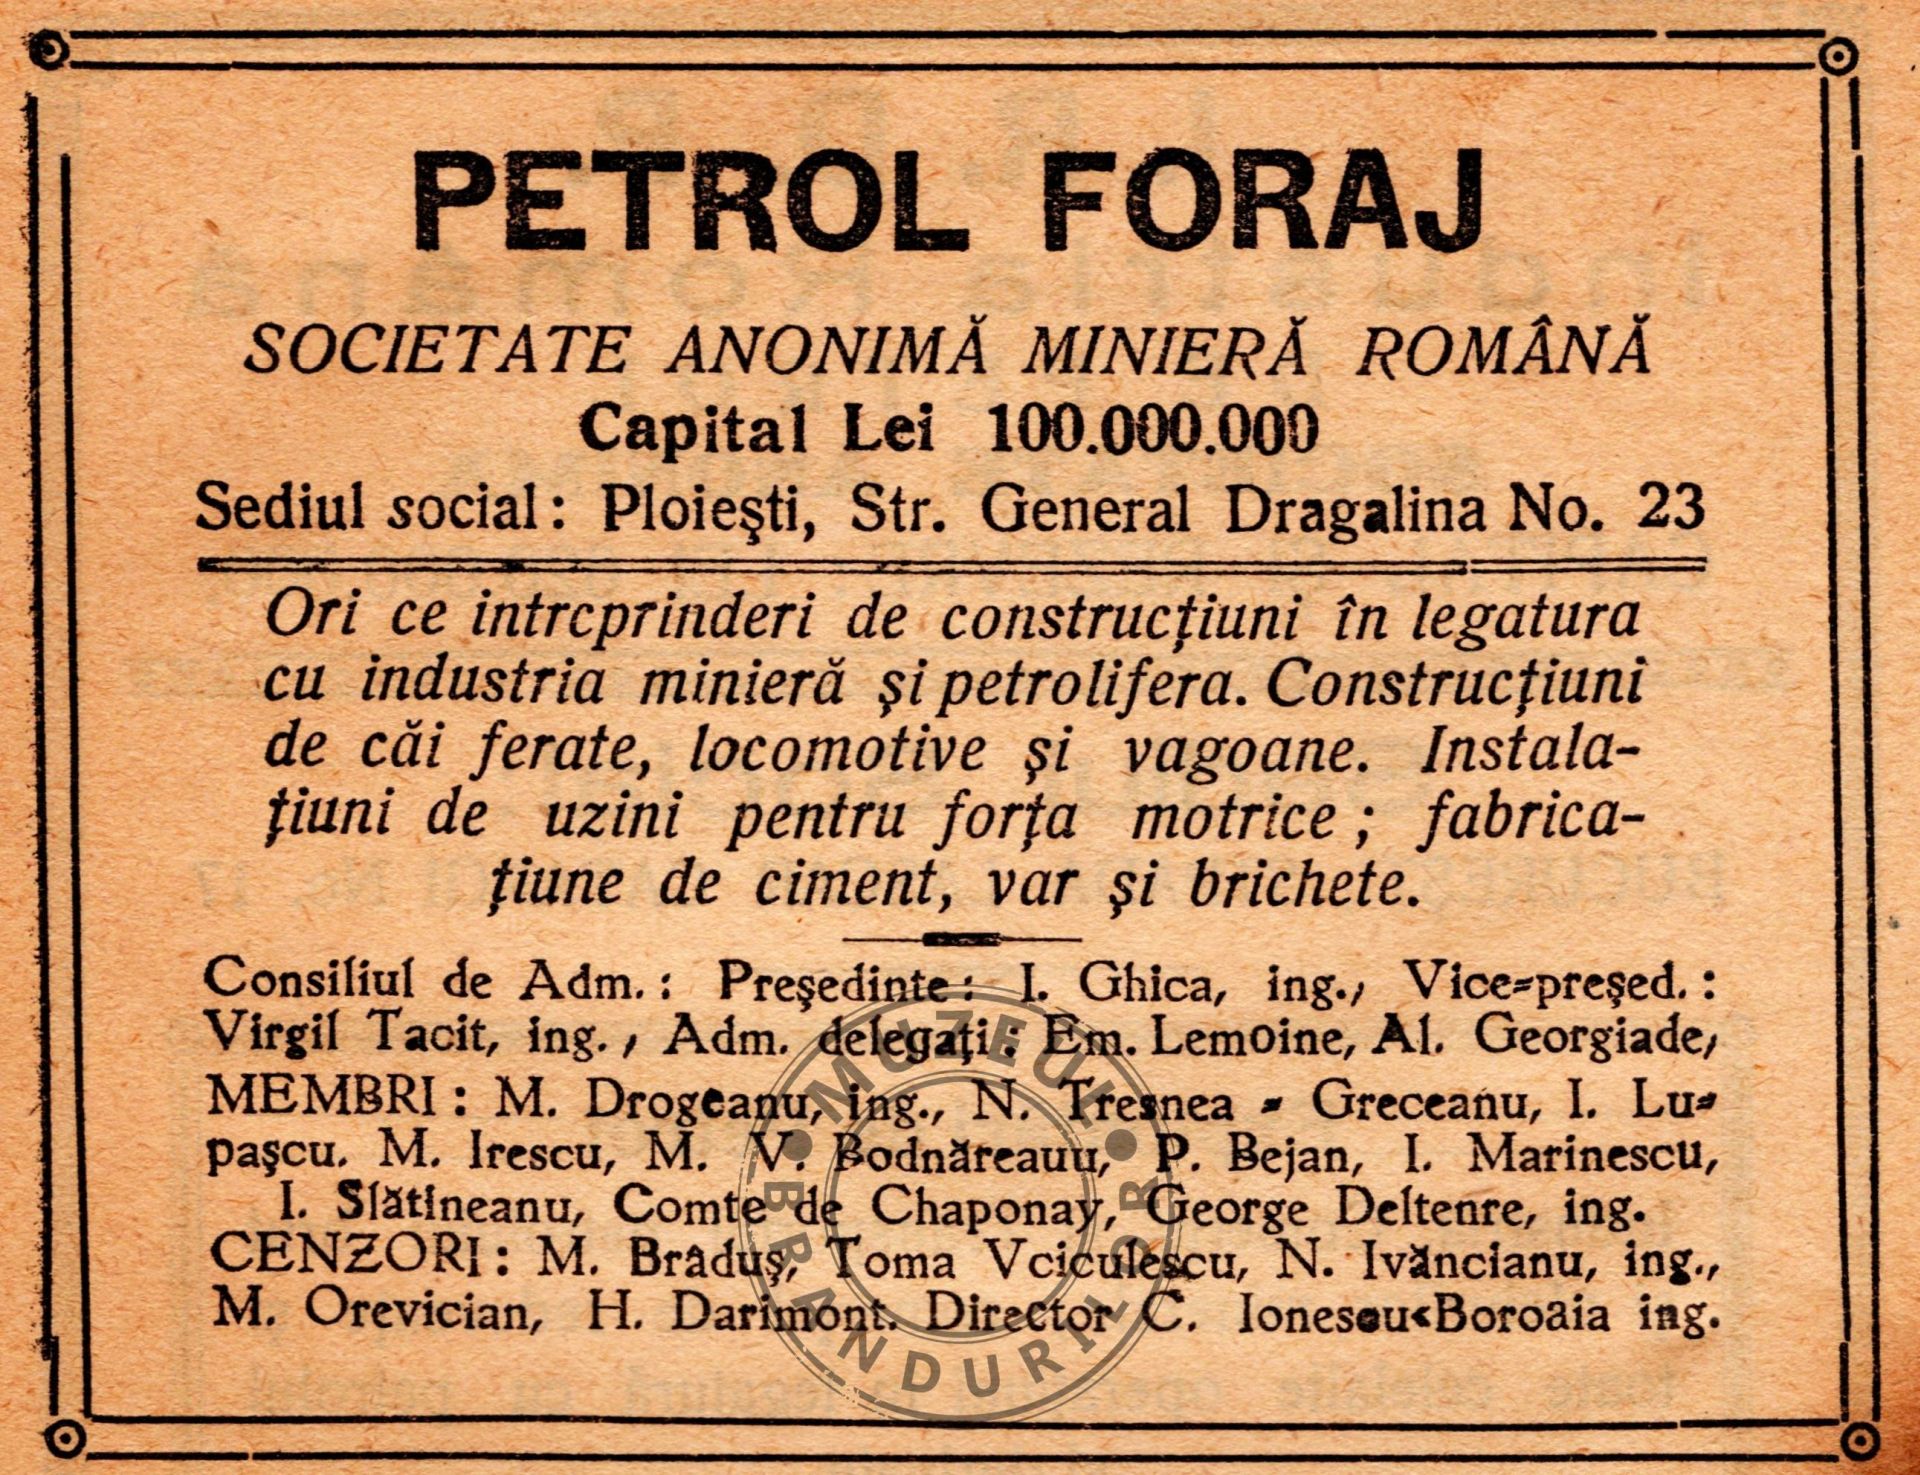 PETROL FORAJ
SOCIETATE ANONIMĂ MINIERĂ ROMÂNĂ
Capital Lei 100.000.000
Sediul social: Ploieşti, Str. General Dragalina No. 23
Ori ce intrcprinderi de construcţiuni în legatura
cu industria minieră şi petrolifera. Construcţiuni
de căi ferate, locomotive şi vagoane. Instala-
ţiuni de uzini pentru forţa motrice ; fabrica-
ţiune de ciment, var şi brichete.
Consiliul de Adm. : Preşedinte : I. Ghica, ing., Vice-preşed. :
Virgil Tacit, ing. , Adm. delegaţi : Em. Lemoine, Al. Georgiade,
MEMBRI : M. Drogeanu, ing., N. Tresnea - Greceanu, I. Lu-
paşcu. M. Irescu, M. V. Bodnăreauu, P. Bejan, I. Marinescu,
I. Slătineanu, Comte de Chaponay, George Deltenre, ing.
CENZORI : M. Brăduş, Toma Vciculescu, N. Ivăncianu, ing.,
M. Orevician, H. Darimont. Director C. Ionescu-Boroaia ing.
MUZEUL BRANDURILOR